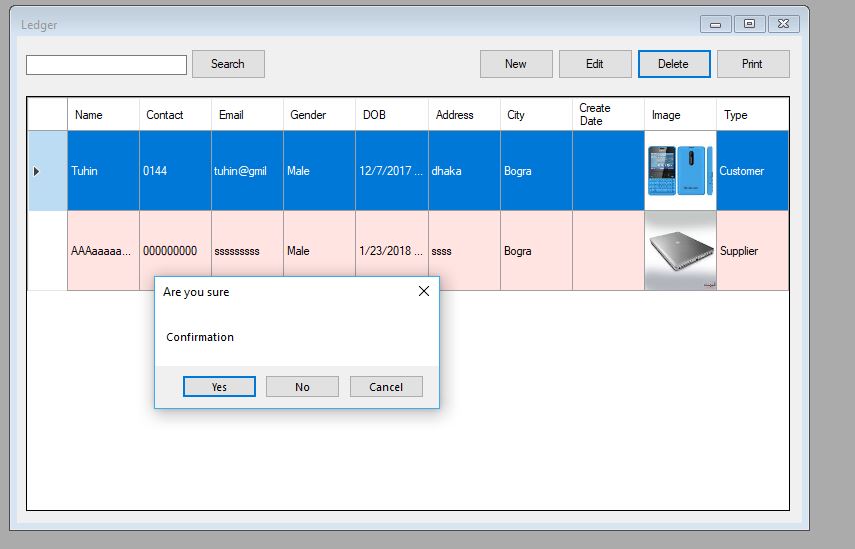 Ledger
Search New Edit Delete Print
Name Contact Email Gender DOB Address City Create Date Image Type
Tuhin 0144 tuhin@gmil Male 12/7/2017 ... dhaka Bogra Customer
AAAaaaaa... 000000000 sssssssss Male 1/23/2018 ... ssss Bogra Supplier
Are you sure
Confirmation
Yes No Cancel